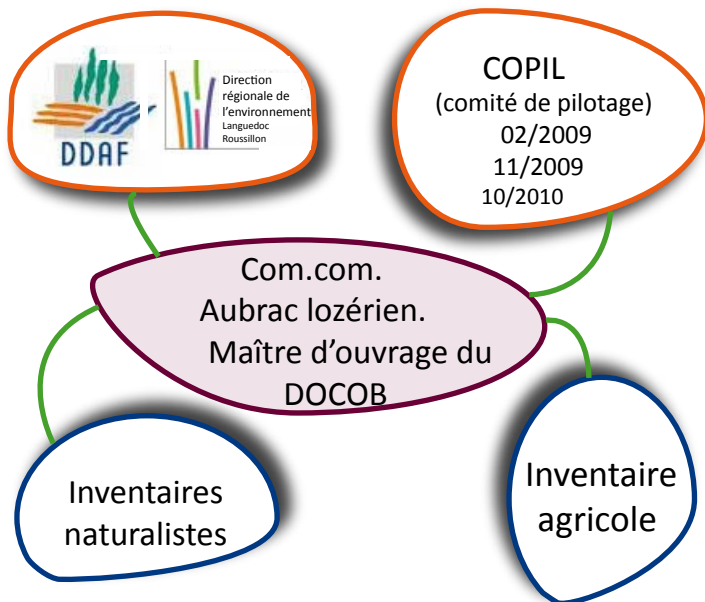 DDAF
Direction
régionale de
l'environnement
Languedoc
Roussillon
COPIL
(comité de pilotage)
02/2009
11/2009
10/2010
Com.com.
Aubrac lozérien.
Maître d'ouvrage du
DOCOB
Inventaires
naturalistes
Inventaire
agricole